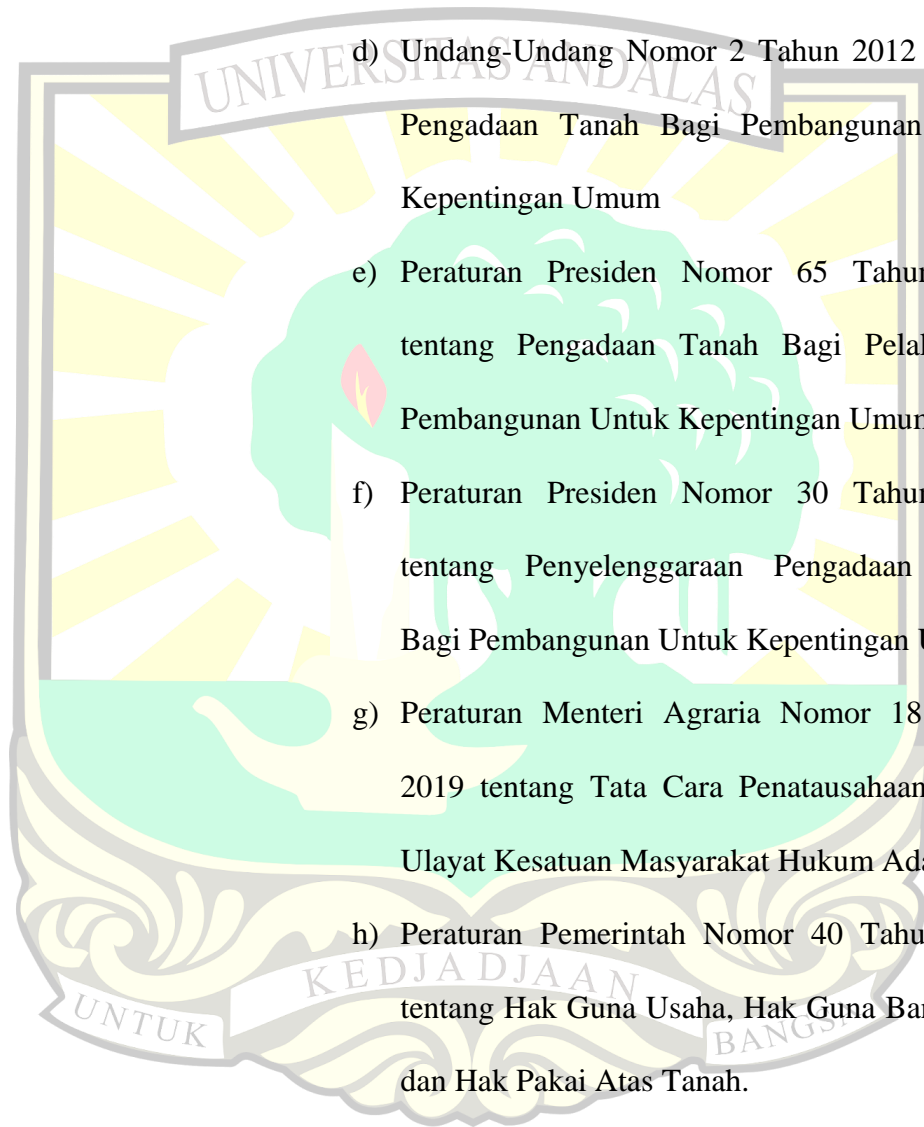 UNIVERSITAS ANDALAS
d) Undang-Undang Nomor 2 Tahun 2012
Pengadaan Tanah Bagi Pembangunan
Kepentingan Umum
e) Peraturan Presiden Nomor 65 Tahun
tentang Pengadaan Tanah Bagi Pelak
Pembangunan Untuk Kepentingan Umum
f) Peraturan Presiden Nomor 30 Tahun
tentang Penyelenggaraan Pengadaan
Bagi Pembangunan Untuk Kepentingan U
g) Peraturan Menteri Agraria Nomor 18
2019 tentang Tata Cara Penatausahaan
Ulayat Kesatuan Masyarakat Hukum Ada
h) Peraturan Pemerintah Nomor 40 Tahu
tentang Hak Guna Usaha, Hak Guna Ban
dan Hak Pakai Atas Tanah.
UNTUK KEDJADJAAN BANGSA